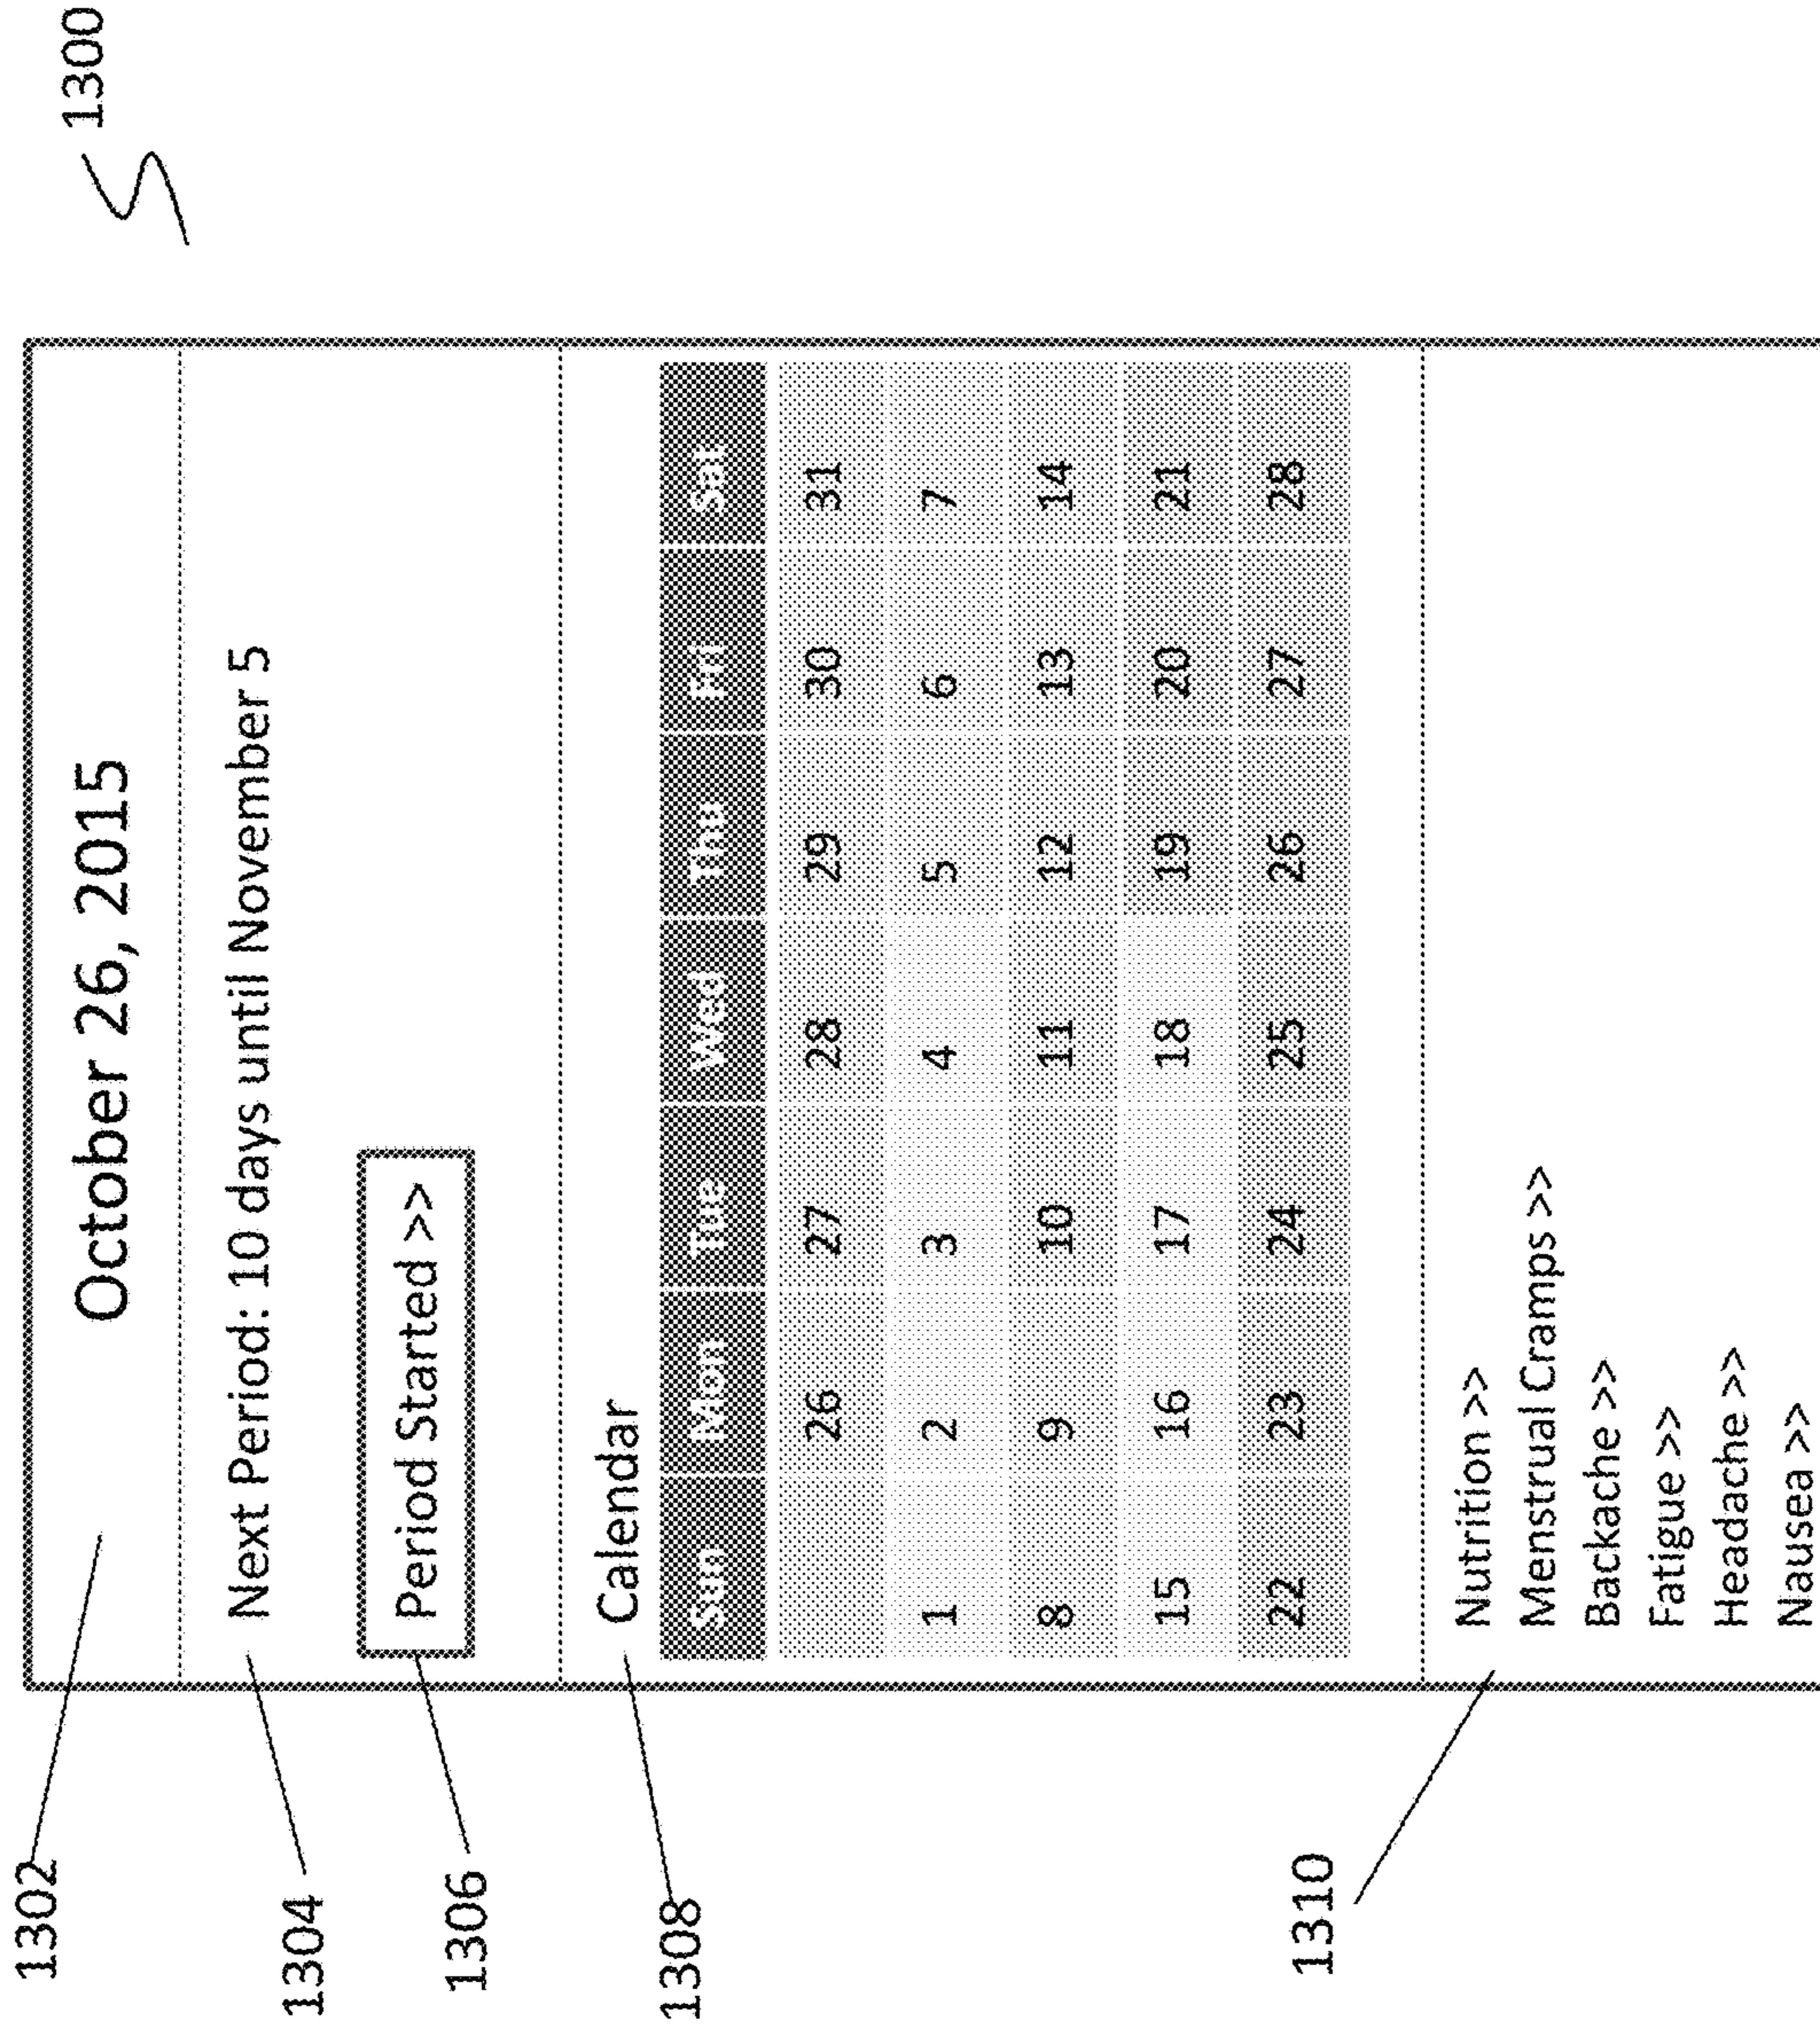 1300
1302
October 26, 2015
1304
Next Period: 10 days until November 5
1306
Period Started >>
1308
Calendar
Sun Mon Tue Wed Thu Fri Sat
26 27 28 29 30 31
1 2 3 4 5 6 7
8 9 10 11 12 13 14
15 16 17 18 19 20 21
22 23 24 25 26 27 28
1310
Nutrition >>
Menstrual Cramps >>
Backache >>
Fatigue >>
Headache >>
Nausea >>